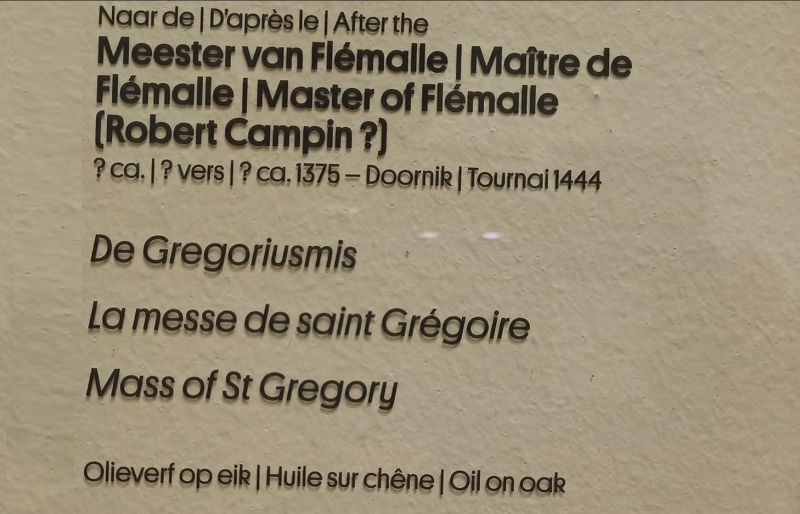 Naar de | D'après le | After the
Meester van Flémalle | Maître de
Flémalle | Master of Flémalle
(Robert Campin ?)
? ca. | ? vers | ? ca. 1375 – Doornik | Tournai 1444
De Gregoriusmis
La messe de saint Grégoire
Mass of St Gregory
Olieverf op eik | Huile sur chêne | Oil on oak